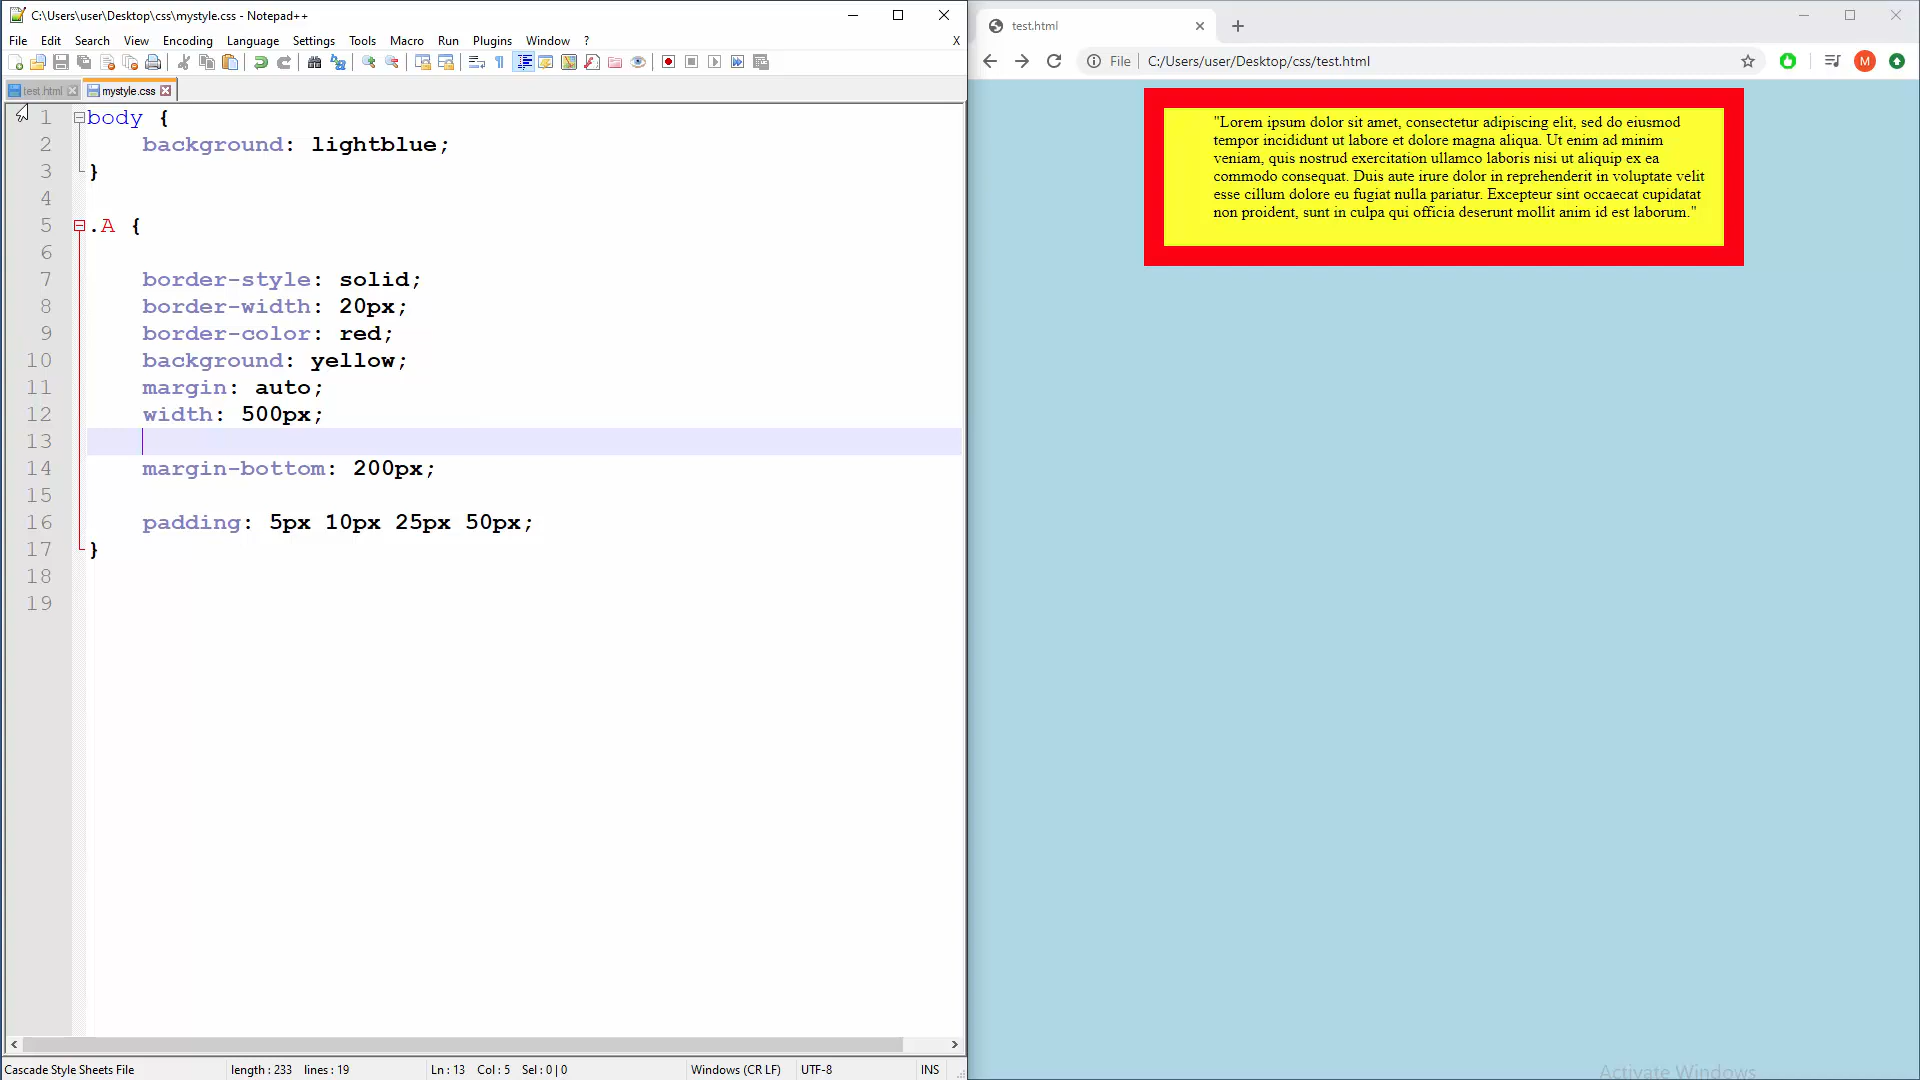 C:\Users\user\Desktop\css\mystyle.css - Notepad++
File Edit Search View Encoding Language Settings Tools Macro Run Plugins Window ? X
test.html mystyle.css
1 body {
2 background: lightblue;
3 }
4
5 .A {
6
7 border-style: solid;
8 border-width: 20px;
9 border-color: red;
10 background: yellow;
11 margin: auto;
12 width: 500px;
13
14 margin-bottom: 200px;
15
16 padding: 5px 10px 25px 50px;
17 }
18
19
Cascade Style Sheets File length : 233 lines : 19 Ln : 13 Col : 5 Sel : 0 | 0 Windows (CR LF) UTF-8 INS
test.html
File C:/Users/user/Desktop/css/test.html M
"Lorem ipsum dolor sit amet, consectetur adipiscing elit, sed do eiusmod
tempor incididunt ut labore et dolore magna aliqua. Ut enim ad minim
veniam, quis nostrud exercitation ullamco laboris nisi ut aliquip ex ea
commodo consequat. Duis aute irure dolor in reprehenderit in voluptate velit
esse cillum dolore eu fugiat nulla pariatur. Excepteur sint occaecat cupidatat
non proident, sunt in culpa qui officia deserunt mollit anim id est laborum."
Activate Windows